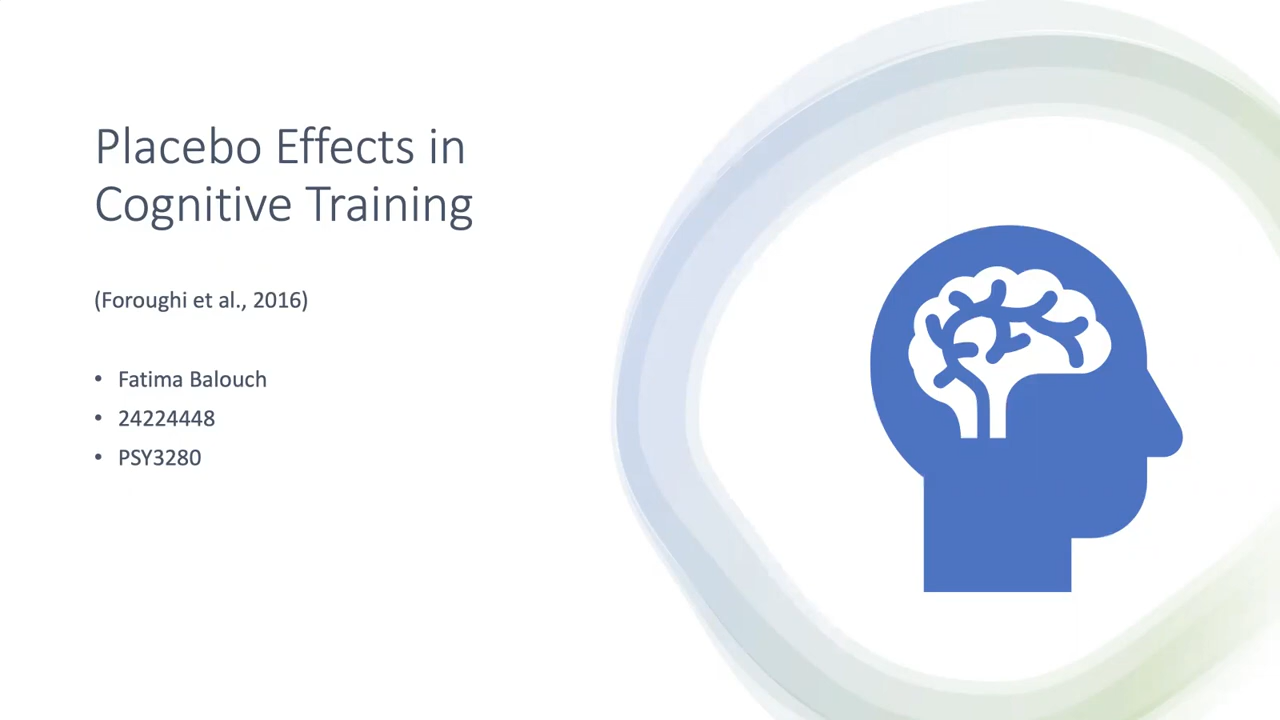 Placebo Effects in
Cognitive Training
(Foroughi et al., 2016)
• Fatima Balouch
• 24224448
• PSY3280